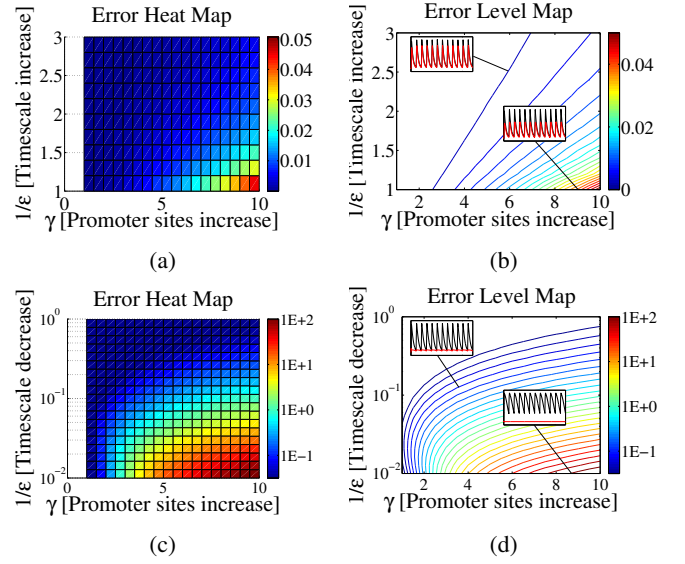 Error Heat Map
1/ε [Timescale increase]
3
2.5
2
1.5
1
0
5
10
γ [Promoter sites increase]
0.05
0.04
0.03
0.02
0.01
(a)
Error Level Map
1/ε [Timescale increase]
3
2.5
2
1.5
1
2
4
6
8
10
γ [Promoter sites increase]
0.04
0.02
0
(b)
Error Heat Map
1/ε [Timescale decrease]
10^0
10^-1
10^-2
0
5
10
γ [Promoter sites increase]
1E+2
1E+1
1E+0
1E-1
(c)
Error Level Map
1/ε [Timescale decrease]
10^0
10^-1
10^-2
2
4
6
8
10
γ [Promoter sites increase]
1E+2
1E+1
1E+0
1E-1
(d)